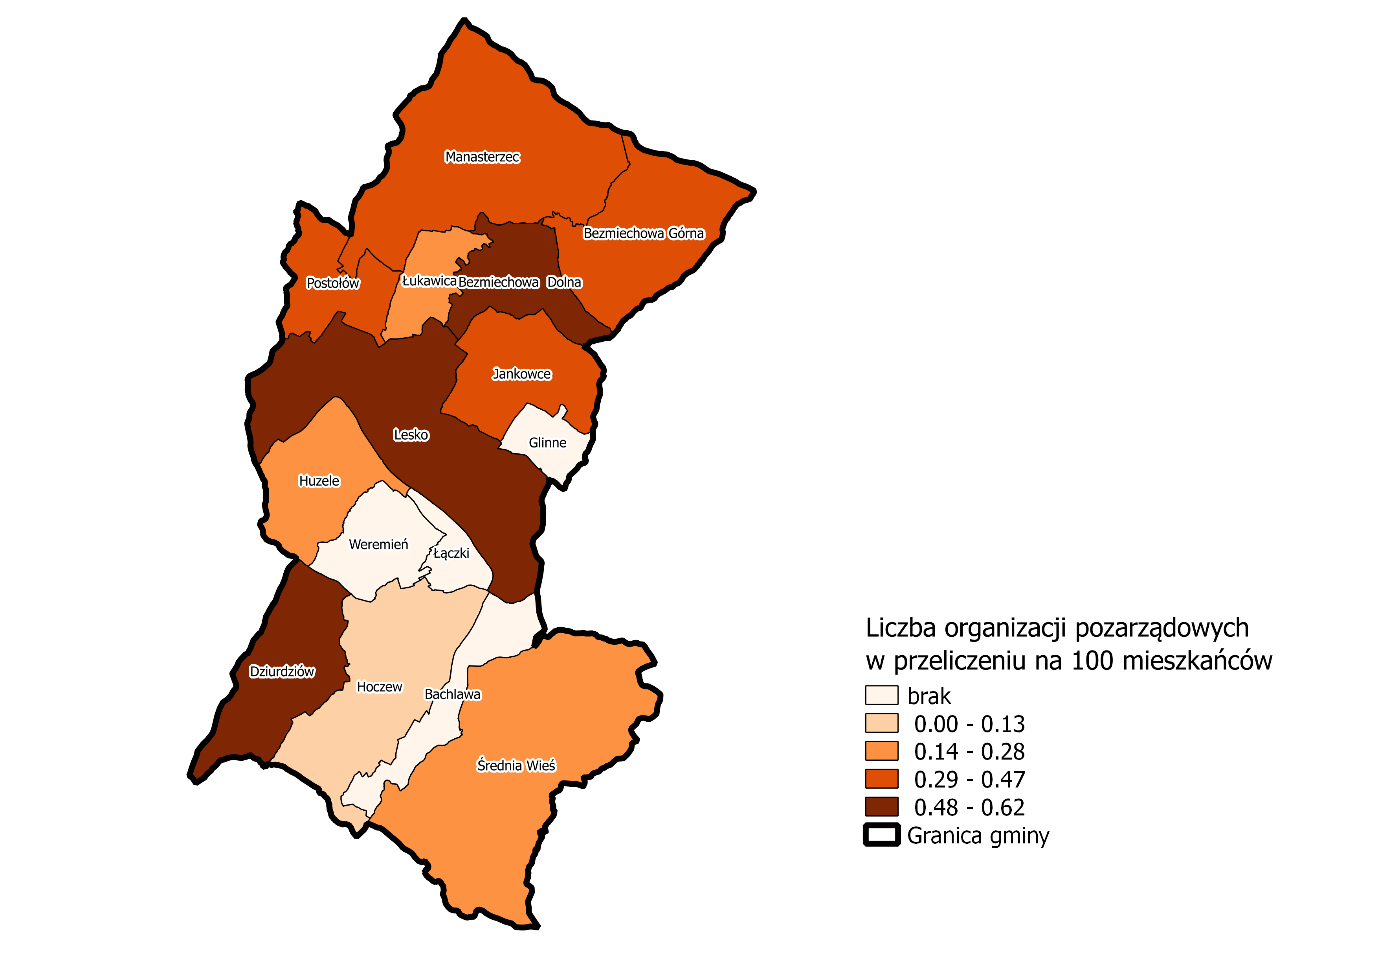 Manasterzec
Bezmiechowa Górna
Postołów
Łukawica
Bezmiechowa Dolna
Jankowce
Lesko
Glinne
Huzele
Weremień
Łączki
Dziurdziów
Hoczew
Bachlawa
Średnia Wieś
Liczba organizacji pozarządowych
w przeliczeniu na 100 mieszkańców
brak
0.00 - 0.13
0.14 - 0.28
0.29 - 0.47
0.48 - 0.62
Granica gminy